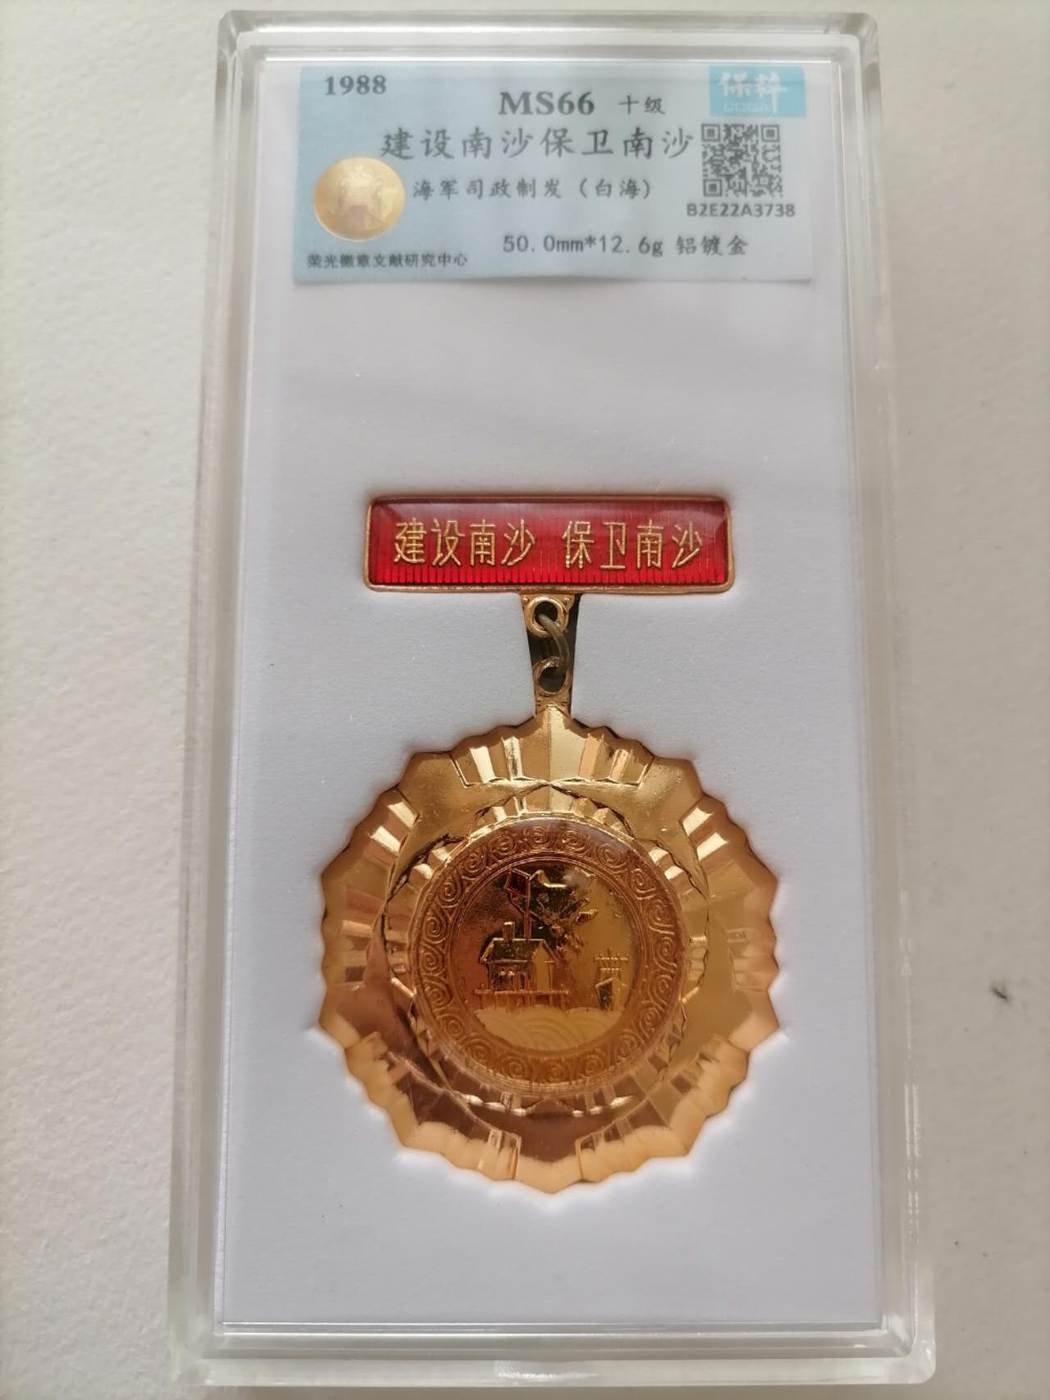 1988
保粹
MS66 十级
建设南沙保卫南沙
海军司政制发 (白海)
B2E22A3738
50.0mm*12.6g 铝镀金
荣光徽章文献研究中心
建设南沙 保卫南沙